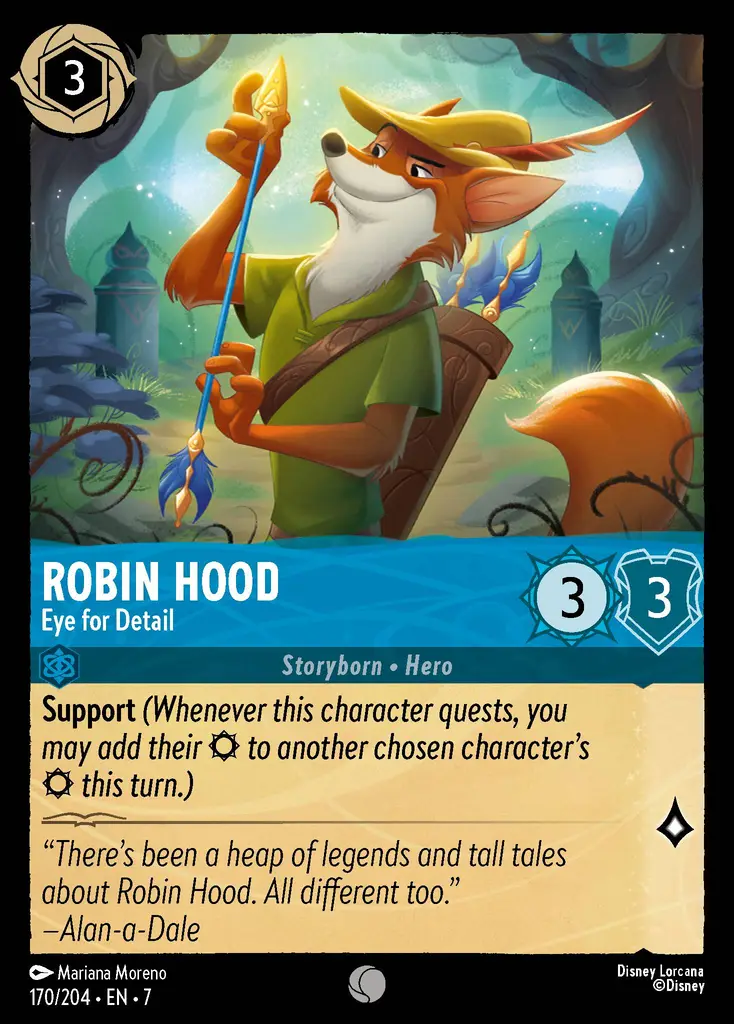 3
ROBIN HOOD
Eye for Detail
3
3
Storyborn • Hero
Support (Whenever this character quests, you
may add their to another chosen character's
this turn.)
“There’s been a heap of legends and tall tales
about Robin Hood. All different too.”
–Alan-a-Dale
Mariana Moreno
170/204 • EN • 7
Disney Lorcana
©Disney